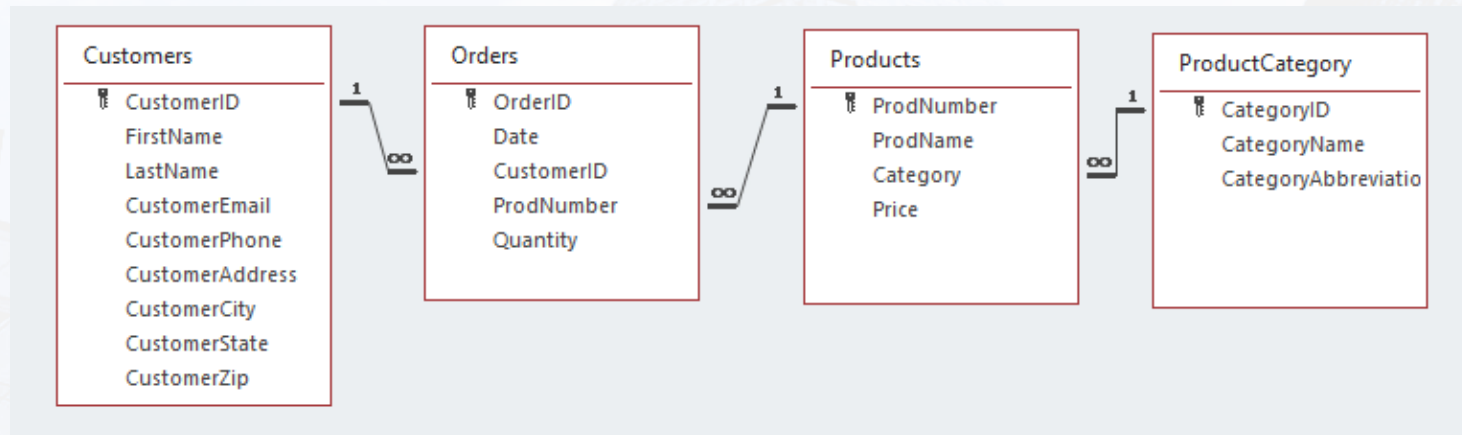 Customers
CustomerID
FirstName
LastName
CustomerEmail
CustomerPhone
CustomerAddress
CustomerCity
CustomerState
CustomerZip
1
∞
Orders
OrderID
Date
CustomerID
ProdNumber
Quantity
1
∞
Products
ProdNumber
ProdName
Category
Price
1
∞
ProductCategory
CategoryID
CategoryName
CategoryAbbreviatio